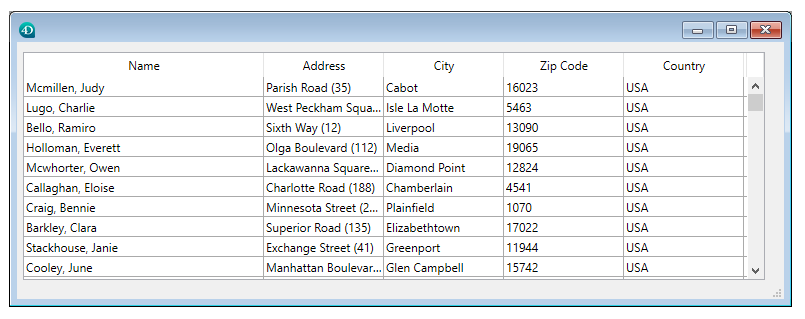 4D
Name Address City Zip Code Country
Mcmillen, Judy Parish Road (35) Cabot 16023 USA
Lugo, Charlie West Peckham Squa... Isle La Motte 5463 USA
Bello, Ramiro Sixth Way (12) Liverpool 13090 USA
Holloman, Everett Olga Boulevard (112) Media 19065 USA
Mcwhorter, Owen Lackawanna Square... Diamond Point 12824 USA
Callaghan, Eloise Charlotte Road (188) Chamberlain 4541 USA
Craig, Bennie Minnesota Street (2... Plainfield 1070 USA
Barkley, Clara Superior Road (135) Elizabethtown 17022 USA
Stackhouse, Janie Exchange Street (41) Greenport 11944 USA
Cooley, June Manhattan Boulevar... Glen Campbell 15742 USA